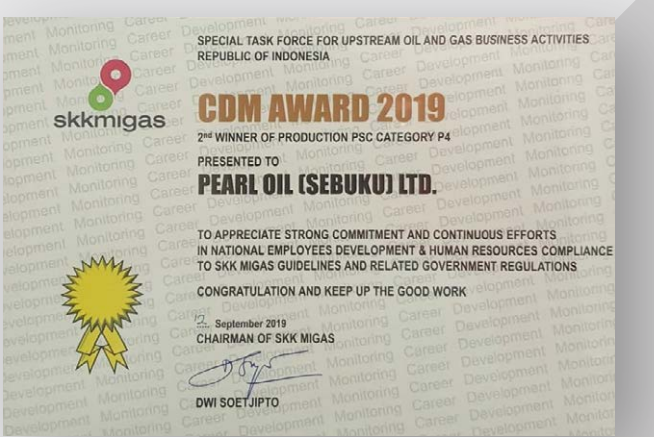 SPECIAL TASK FORCE FOR UPSTREAM OIL AND GAS BUSINESS ACTIVITIES
REPUBLIC OF INDONESIA
skkmigas
CDM AWARD 2019
2nd WINNER OF PRODUCTION PSC CATEGORY P4
PRESENTED TO
PEARL OIL (SEBUKU) LTD.
TO APPRECIATE STRONG COMMITMENT AND CONTINUOUS EFFORTS
IN NATIONAL EMPLOYEES DEVELOPMENT & HUMAN RESOURCES COMPLIANCE
TO SKK MIGAS GUIDELINES AND RELATED GOVERNMENT REGULATIONS
CONGRATULATION AND KEEP UP THE GOOD WORK
September 2019
CHAIRMAN OF SKK MIGAS
DWI SOETJIPTO